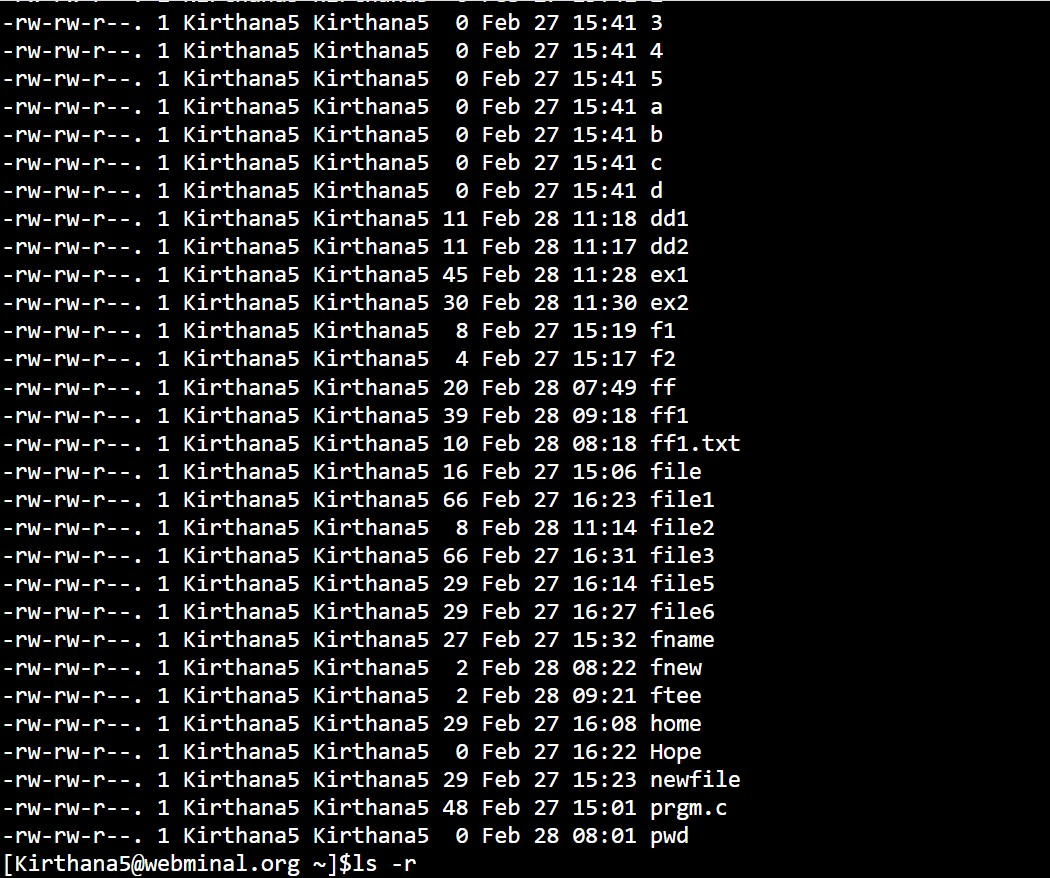 -rw-rw-r--. 1 Kirthana5 Kirthana5  0 Feb 27 15:41 3
-rw-rw-r--. 1 Kirthana5 Kirthana5  0 Feb 27 15:41 4
-rw-rw-r--. 1 Kirthana5 Kirthana5  0 Feb 27 15:41 5
-rw-rw-r--. 1 Kirthana5 Kirthana5  0 Feb 27 15:41 a
-rw-rw-r--. 1 Kirthana5 Kirthana5  0 Feb 27 15:41 b
-rw-rw-r--. 1 Kirthana5 Kirthana5  0 Feb 27 15:41 c
-rw-rw-r--. 1 Kirthana5 Kirthana5  0 Feb 27 15:41 d
-rw-rw-r--. 1 Kirthana5 Kirthana5 11 Feb 28 11:18 dd1
-rw-rw-r--. 1 Kirthana5 Kirthana5 11 Feb 28 11:17 dd2
-rw-rw-r--. 1 Kirthana5 Kirthana5 45 Feb 28 11:28 ex1
-rw-rw-r--. 1 Kirthana5 Kirthana5 30 Feb 28 11:30 ex2
-rw-rw-r--. 1 Kirthana5 Kirthana5  8 Feb 27 15:19 f1
-rw-rw-r--. 1 Kirthana5 Kirthana5  4 Feb 27 15:17 f2
-rw-rw-r--. 1 Kirthana5 Kirthana5 20 Feb 28 07:49 ff
-rw-rw-r--. 1 Kirthana5 Kirthana5 39 Feb 28 09:18 ff1
-rw-rw-r--. 1 Kirthana5 Kirthana5 10 Feb 28 08:18 ff1.txt
-rw-rw-r--. 1 Kirthana5 Kirthana5 16 Feb 27 15:06 file
-rw-rw-r--. 1 Kirthana5 Kirthana5 66 Feb 27 16:23 file1
-rw-rw-r--. 1 Kirthana5 Kirthana5  8 Feb 28 11:14 file2
-rw-rw-r--. 1 Kirthana5 Kirthana5 66 Feb 27 16:31 file3
-rw-rw-r--. 1 Kirthana5 Kirthana5 29 Feb 27 16:14 file5
-rw-rw-r--. 1 Kirthana5 Kirthana5 29 Feb 27 16:27 file6
-rw-rw-r--. 1 Kirthana5 Kirthana5 27 Feb 27 15:32 fname
-rw-rw-r--. 1 Kirthana5 Kirthana5  2 Feb 28 08:22 fnew
-rw-rw-r--. 1 Kirthana5 Kirthana5  2 Feb 28 09:21 ftee
-rw-rw-r--. 1 Kirthana5 Kirthana5 29 Feb 27 16:08 home
-rw-rw-r--. 1 Kirthana5 Kirthana5  0 Feb 27 16:22 Hope
-rw-rw-r--. 1 Kirthana5 Kirthana5 29 Feb 27 15:23 newfile
-rw-rw-r--. 1 Kirthana5 Kirthana5 48 Feb 27 15:01 prgm.c
-rw-rw-r--. 1 Kirthana5 Kirthana5  0 Feb 28 08:01 pwd
[Kirthana5@webminal.org ~]$ls -r